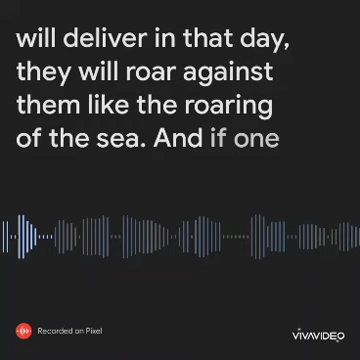 will deliver in that day,
they will roar against
them like the roaring
of the sea. And if one
Recorded on Pixel
VIVAVIDEO